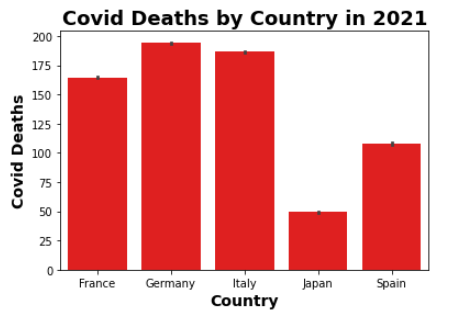 Covid Deaths by Country in 2021
200
175
150
125
100
75
50
25
0
Covid Deaths
France Germany Italy Japan Spain
Country